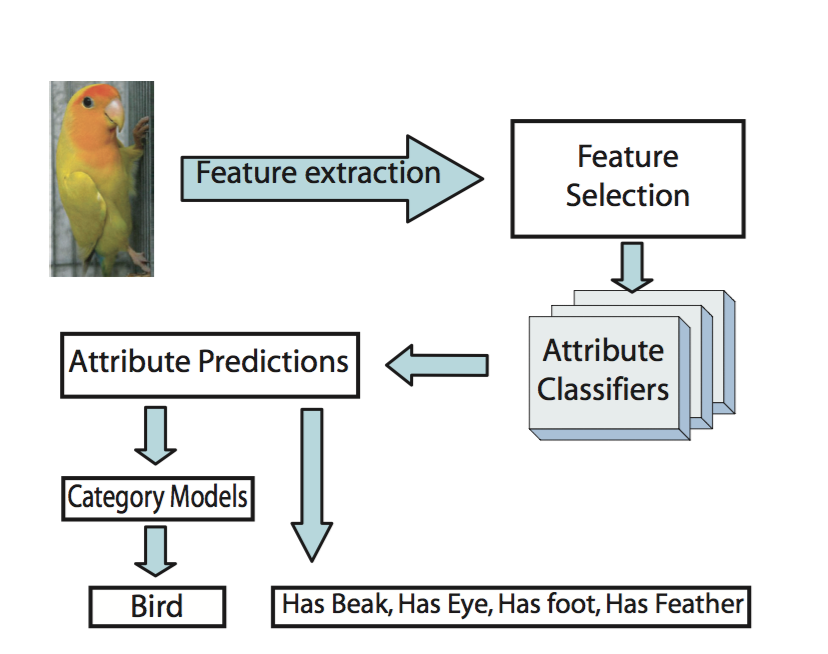 Feature extraction
Feature
Selection
Attribute
Classifiers
Attribute Predictions
Category Models
Bird
Has Beak, Has Eye, Has foot, Has Feather